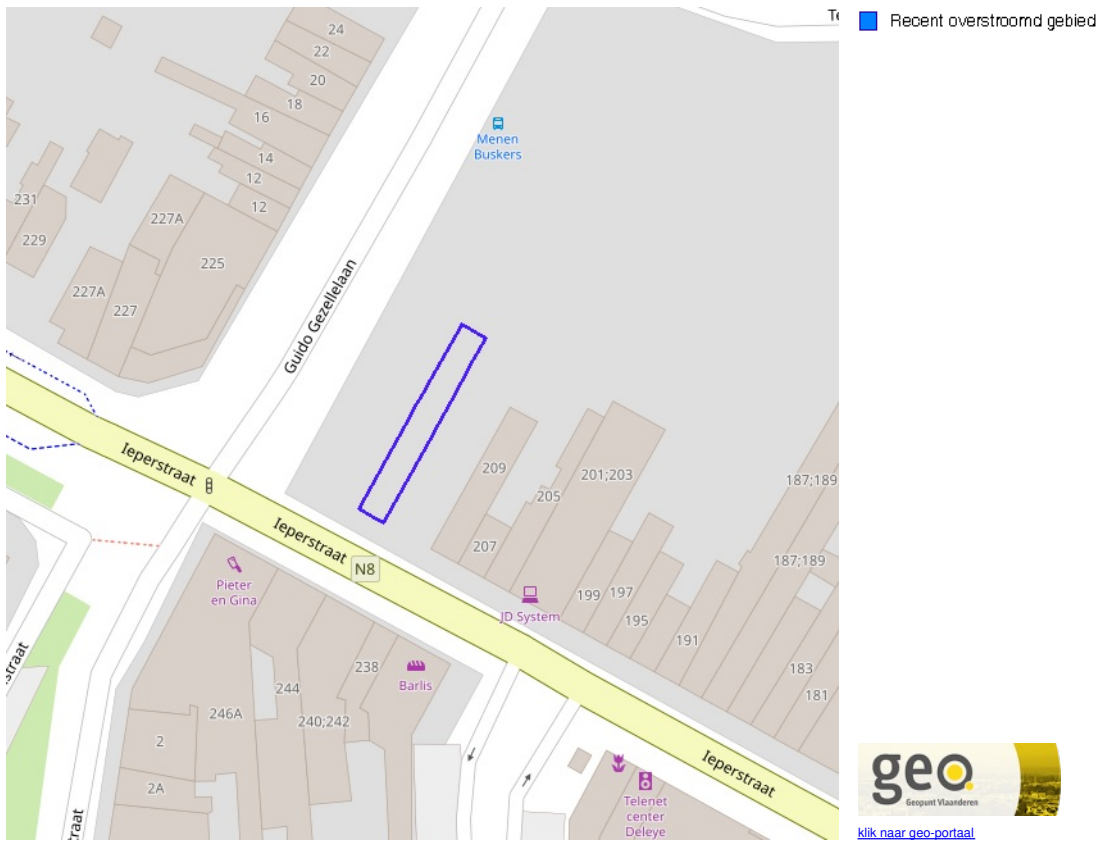 24
22
20
18
16
14
12
12
Te
Recent overstroomd gebied
Menen
Buskers
231
229
227A
225
227A
227
Guido Gezellelaan
Ieperstraat
Ieperstraat
N8
209
205
201;203
187;189
207
187;189
Pieter
en Gina
JD System
199
197
195
191
183
181
straat
238
Barlis
244
246A
240;242
2
2A
Ieperstraat
Telenet
center
Deleye
traat
geo
Geopunt Vlaanderen
klik naar geo-portaal